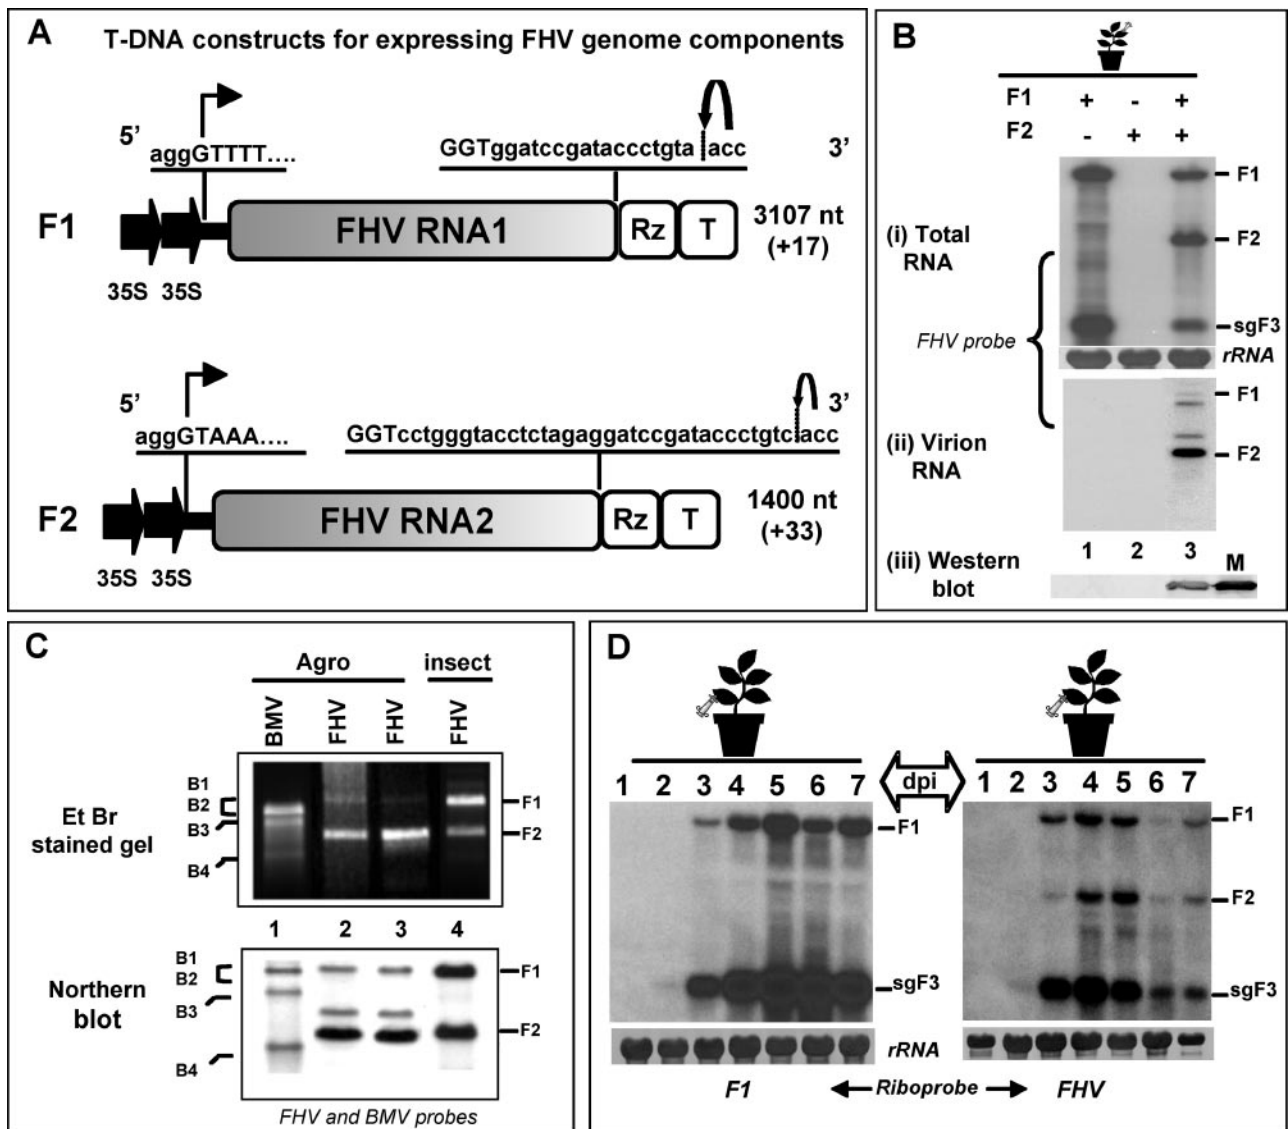 A
T-DNA constructs for expressing FHV genome components
5’
aggGTTTT....
GGTggatccgataccctgta acc
3’
F1
FHV RNA1
Rz
T
3107 nt
(+17)
35S 35S
5’
aggGTAAA....
GGTcctgggtacctctagaggatccgataccctgtc acc
3’
F2
FHV RNA2
Rz
T
1400 nt
(+33)
35S 35S
B
F1 + - +
F2 - + +
F1
F2
(i) Total
RNA
sgF3
FHV probe
rRNA
F1
(ii) Virion
RNA
F2
1 2 3
M
(iii) Western
blot
C
Agro
insect
BMV
FHV
FHV
FHV
B1
B2
B3
B4
F1
F2
Et Br
stained gel
1 2 3 4
B1
B2
B3
B4
F1
F2
Northern
blot
FHV and BMV probes
D
1 2 3 4 5 6 7
dpi
1 2 3 4 5 6 7
F1
F1
F2
sgF3
sgF3
rRNA
F1
Riboprobe
FHV